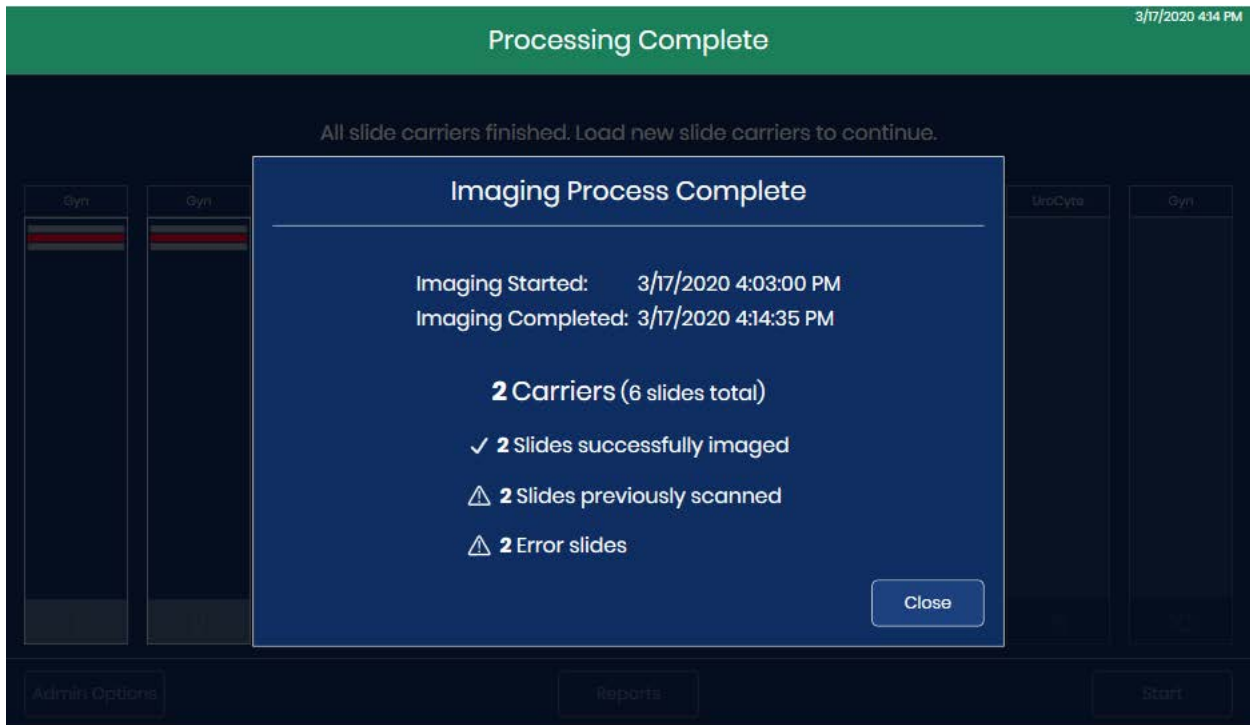 3/17/2020 4:14 PM
Processing Complete
All slide carriers finished. Load new slide carriers to continue.
Gyn
Gyn
UroCyte
Gyn
Imaging Process Complete
Imaging Started: 3/17/2020 4:03:00 PM
Imaging Completed: 3/17/2020 4:14:35 PM
2 Carriers (6 slides total)
2 Slides successfully imaged
2 Slides previously scanned
2 Error slides
Close
Admin Options
Reports
Start